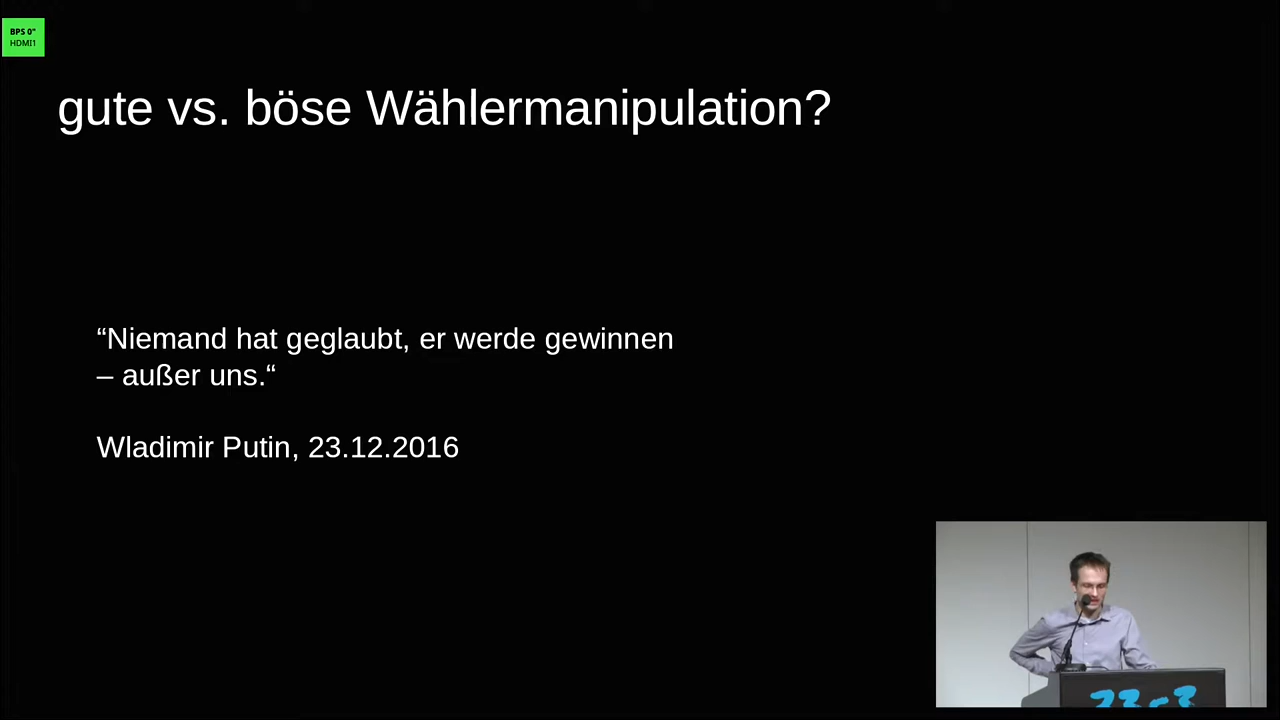 BPS 0"
HDMI1
gute vs. böse Wählermanipulation?
“Niemand hat geglaubt, er werde gewinnen
– außer uns.“
Wladimir Putin, 23.12.2016
33c3